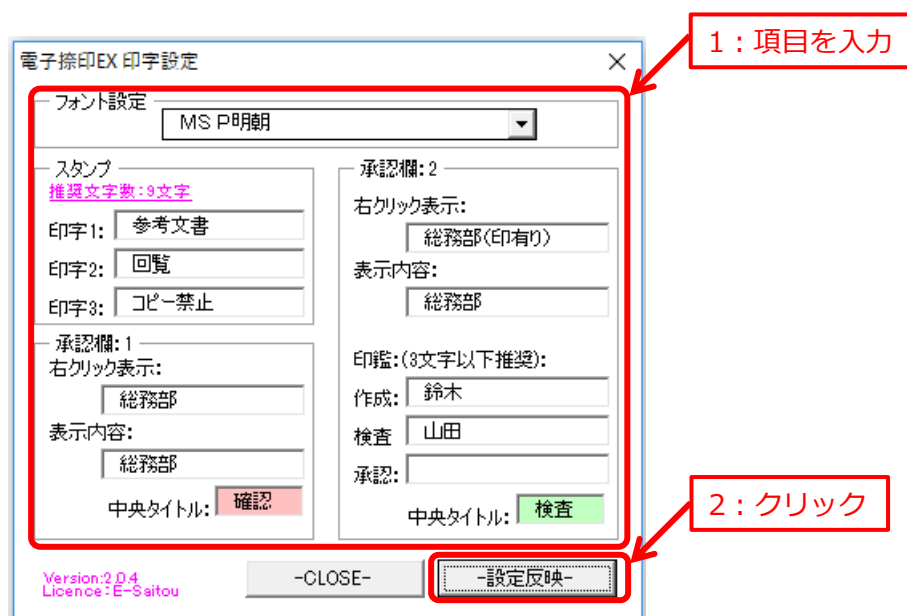 1：項目を入力
電子捺印EX 印字設定
フォント設定
MS P明朝
スタンプ
推奨文字数:9文字
印字1: 参考文書
印字2: 回覧
印字3: コピー禁止
承認欄:1
右クリック表示:
総務部
表示内容:
総務部
中央タイトル: 確認
承認欄:2
右クリック表示:
総務部(印有り)
表示内容:
総務部
印鑑:(3文字以下推奨):
作成: 鈴木
検査 山田
承認:
中央タイトル: 検査
2：クリック
Version:2.0.4
Licence:E-Saitou
-CLOSE-
-設定反映-